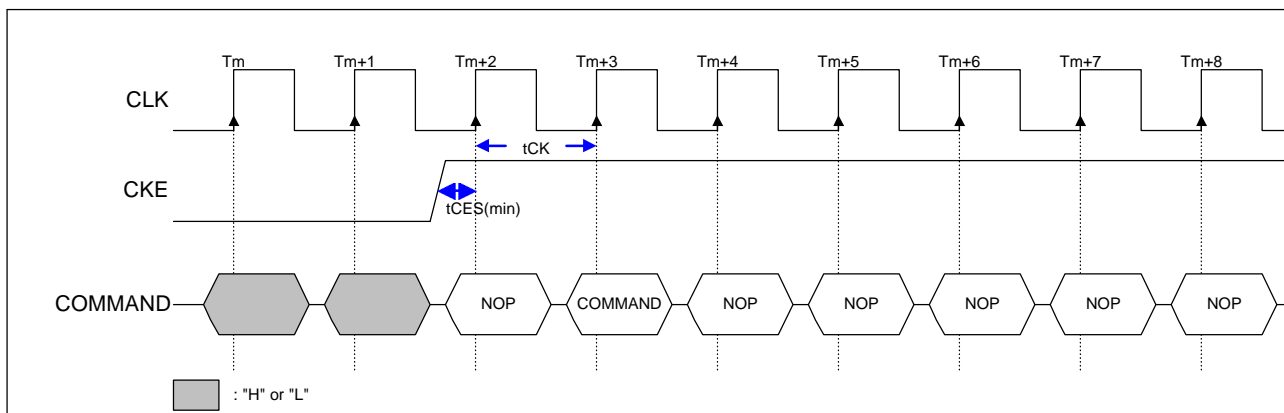 Tm Tm+1 Tm+2 Tm+3 Tm+4 Tm+5 Tm+6 Tm+7 Tm+8
CLK
tCK
CKE
tCES(min)
COMMAND NOP COMMAND NOP NOP NOP NOP NOP
: "H" or "L"